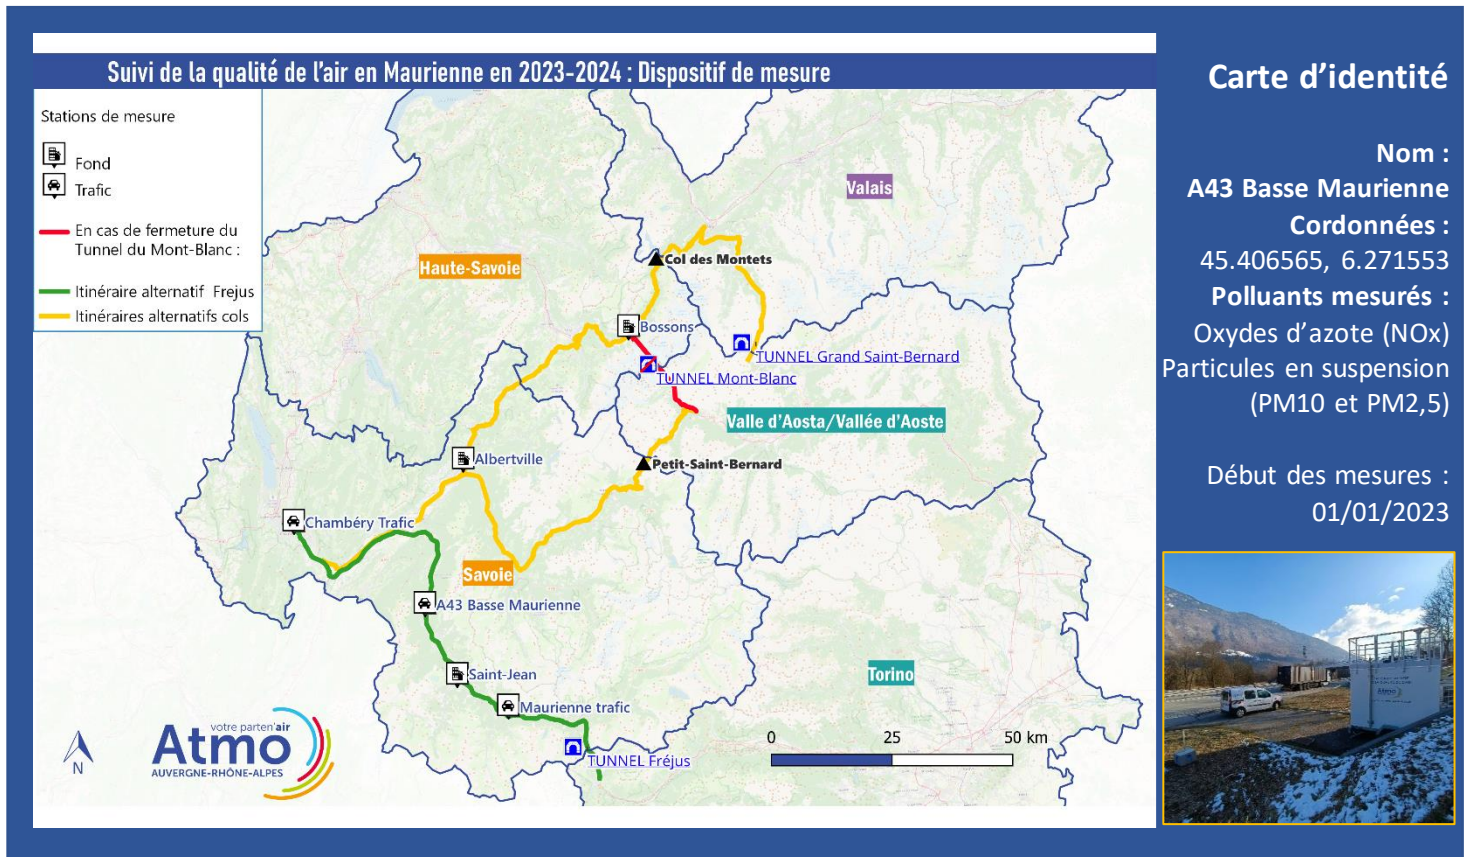 Suivi de la qualité de l'air en Maurienne en 2023-2024 : Dispositif de mesure
Stations de mesure
Fond
Trafic
En cas de fermeture du
Tunnel du Mont-Blanc :
Itinéraire alternatif Frejus
Itinéraires alternatifs cols
Valais
Haute-Savoie
Col des Montets
Bossons
TUNNEL Grand Saint-Bernard
TUNNEL Mont-Blanc
Valle d'Aosta/Vallée d'Aoste
Albertville
Petit-Saint-Bernard
Chambéry Trafic
Savoie
A43 Basse Maurienne
Saint-Jean
Torino
Maurienne trafic
TUNNEL Fréjus
0 25 50 km
N
votre parten'air
Atmo
AUVERGNE-RHÔNE-ALPES
Carte d'identité
Nom :
A43 Basse Maurienne
Cordonnées :
45.406565, 6.271553
Polluants mesurés :
Oxydes d'azote (NOx)
Particules en suspension
(PM10 et PM2,5)
Début des mesures :
01/01/2023
Atmo